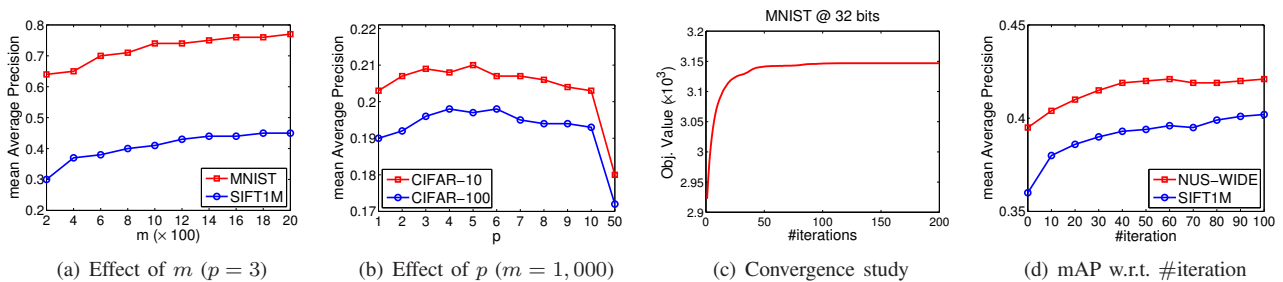 0.8
0.7
0.6
0.5
0.4
0.3
0.2
mean Average Precision
2 4 6 8 10 12 14 16 18 20
m (× 100)
MNIST
SIFT1M
(a) Effect of m (p = 3)
0.21
0.21
0.2
0.19
0.18
0.17
mean Average Precision
1 2 3 4 5 6 7 8 9 10 50
p
CIFAR−10
CIFAR−100
(b) Effect of p (m = 1, 000)
MNIST @ 32 bits
3.2
3.15
3.1
3.05
3
2.95
2.9
Obj. Value (×10³)
0 50 100 150 200
#iterations
(c) Convergence study
0.45
0.4
0.35
mean Average Precision
0 10 20 30 40 50 60 70 80 90 100
#iteration
NUS−WIDE
SIFT1M
(d) mAP w.r.t. #iteration